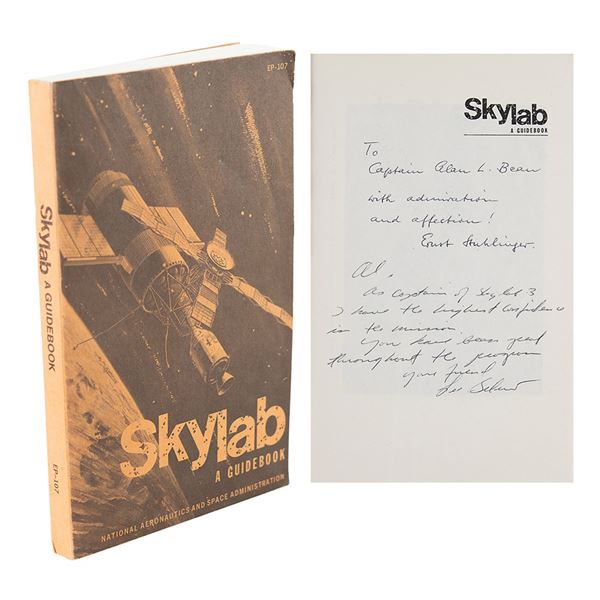 EP-107
Skylab
A GUIDEBOOK
NATIONAL AERONAUTICS AND SPACE ADMINISTRATION
Skylab A GUIDEBOOK
EP-107
Skylab
A GUIDEBOOK
To
Captain Alan L. Bean
with admiration
and affection!
Ernst Stuhlinger.
Al,
As Captain of Skylab 3
I have the highest confidence
in the mission.
You have been great
throughout the program
your friend
Lee